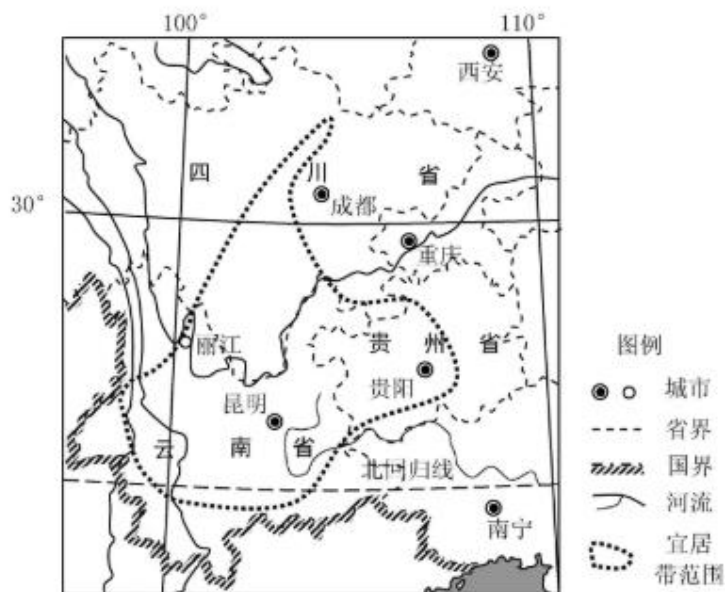 100° 110°
西安
四 川 省
成都
30°
重庆
丽江
贵 州 省
贵阳
昆明
云 南 省
北回归线
南宁
图例
城市
省界
国界
河流
宜居
带范围